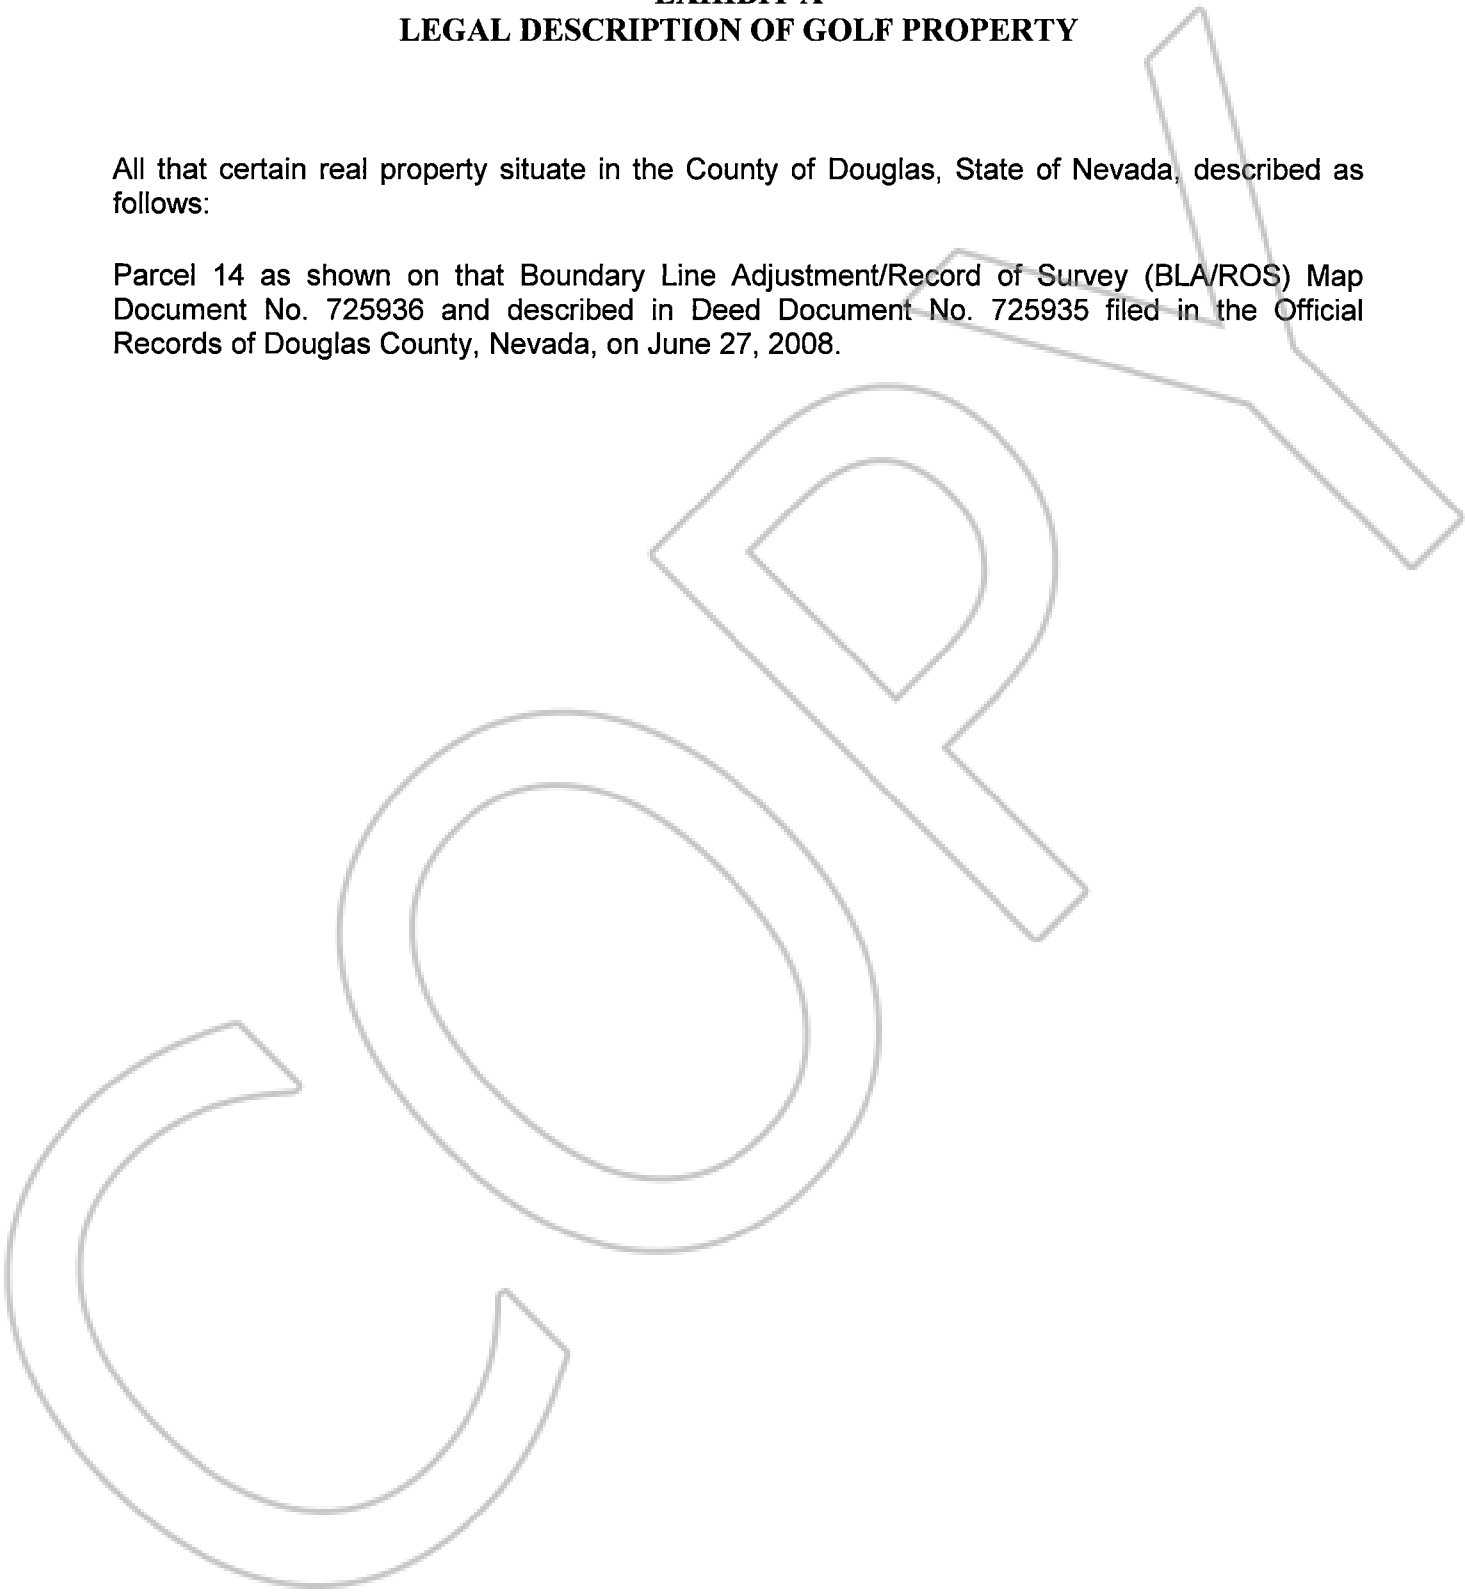 EXHIBIT A
LEGAL DESCRIPTION OF GOLF PROPERTY
All that certain real property situate in the County of Douglas, State of Nevada, described as
follows:
Parcel 14 as shown on that Boundary Line Adjustment/Record of Survey (BLA/ROS) Map
Document No. 725936 and described in Deed Document No. 725935 filed in the Official
Records of Douglas County, Nevada, on June 27, 2008.
COPY